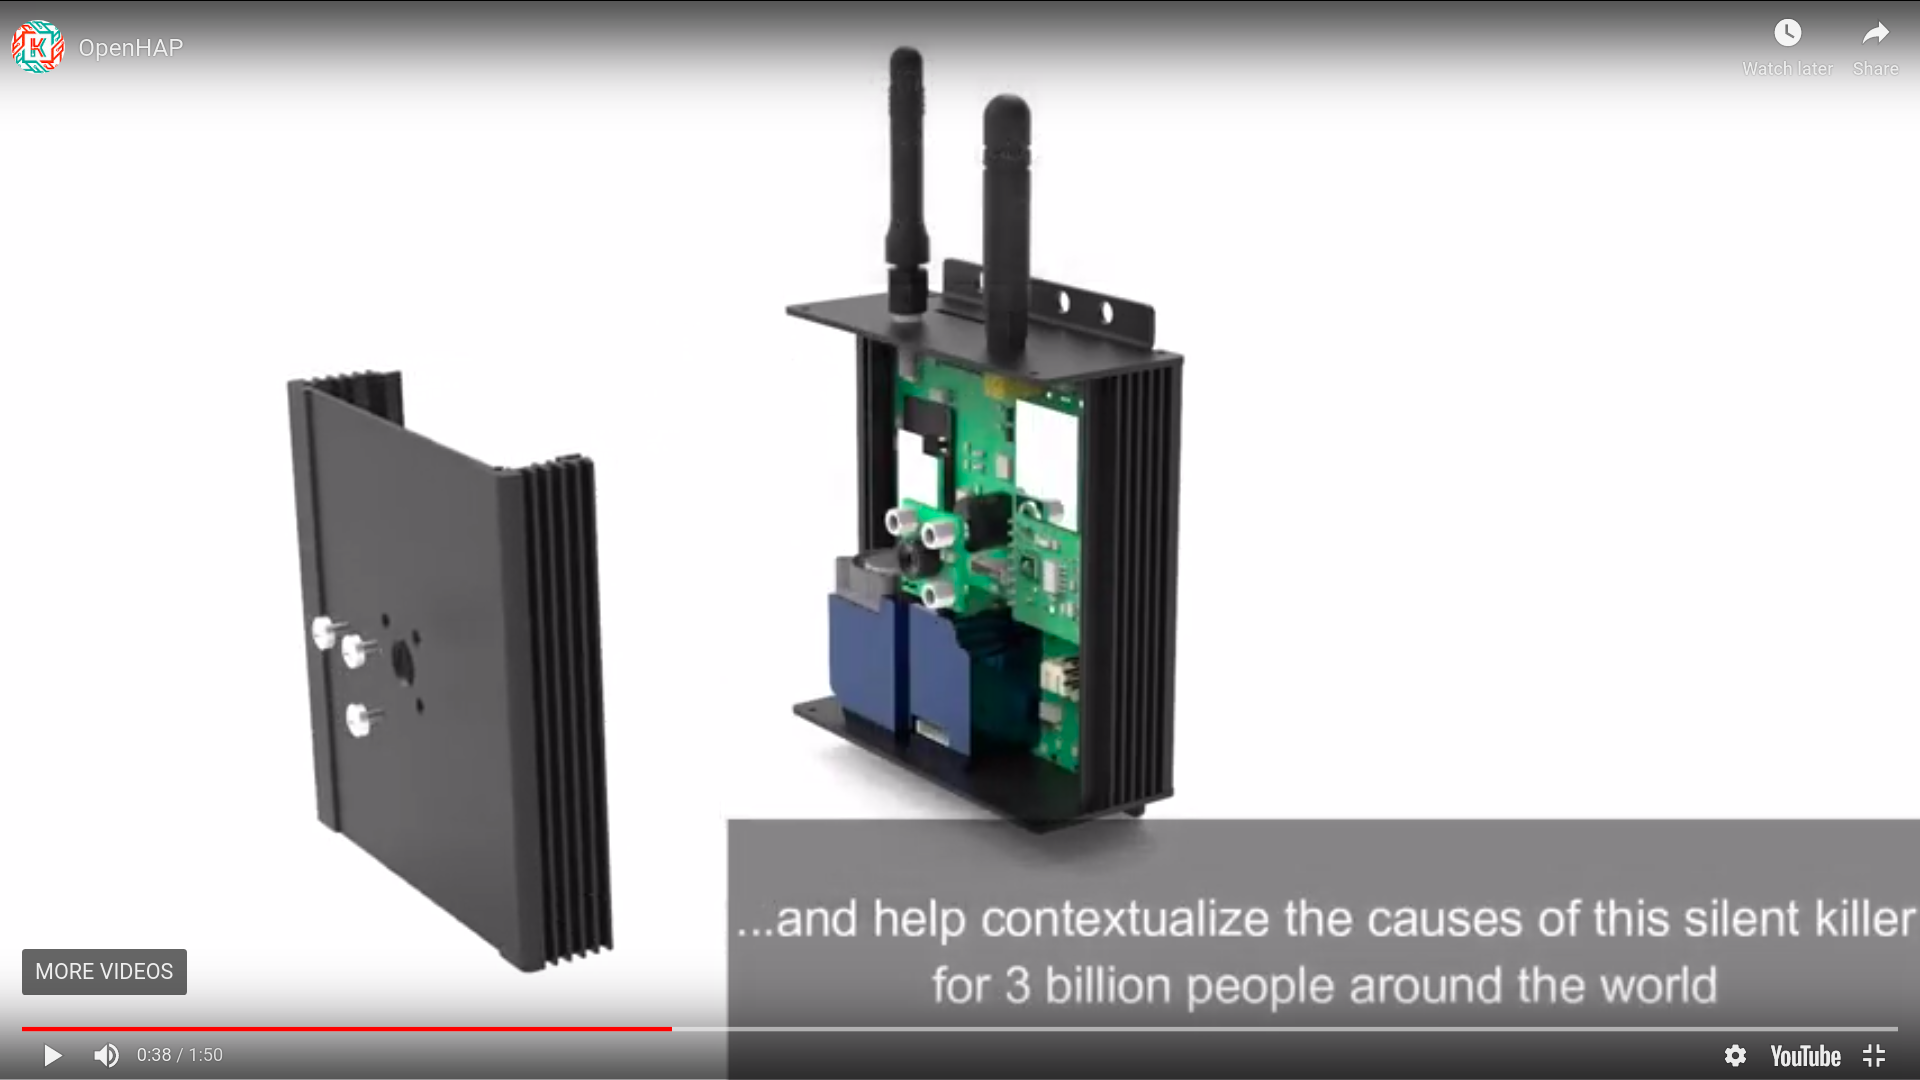 OpenHAP
Watch later
Share
...and help contextualize the causes of this silent killer
for 3 billion people around the world
MORE VIDEOS
0:38 / 1:50
YouTube